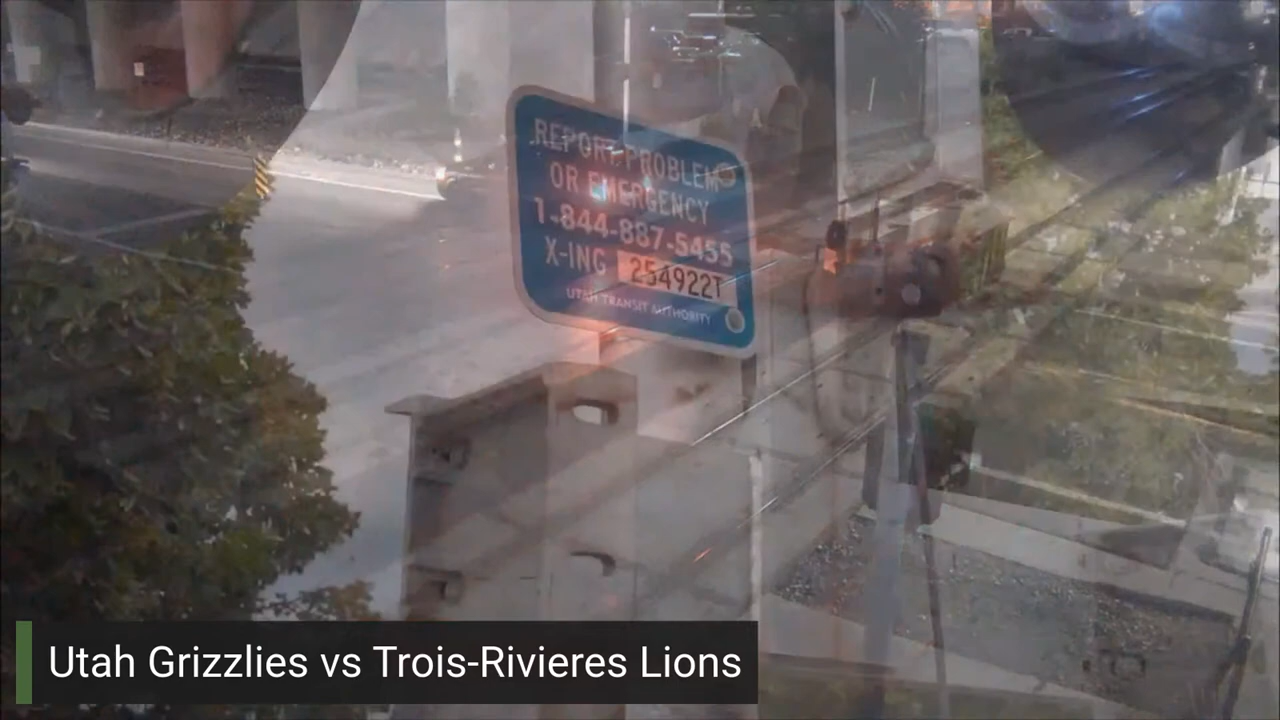 REPORT PROBLEM
OR EMERGENCY
1-844-887-5455
X-ING 254922T
UTAH TRANSIT AUTHORITY
Utah Grizzlies vs Trois-Rivieres Lions